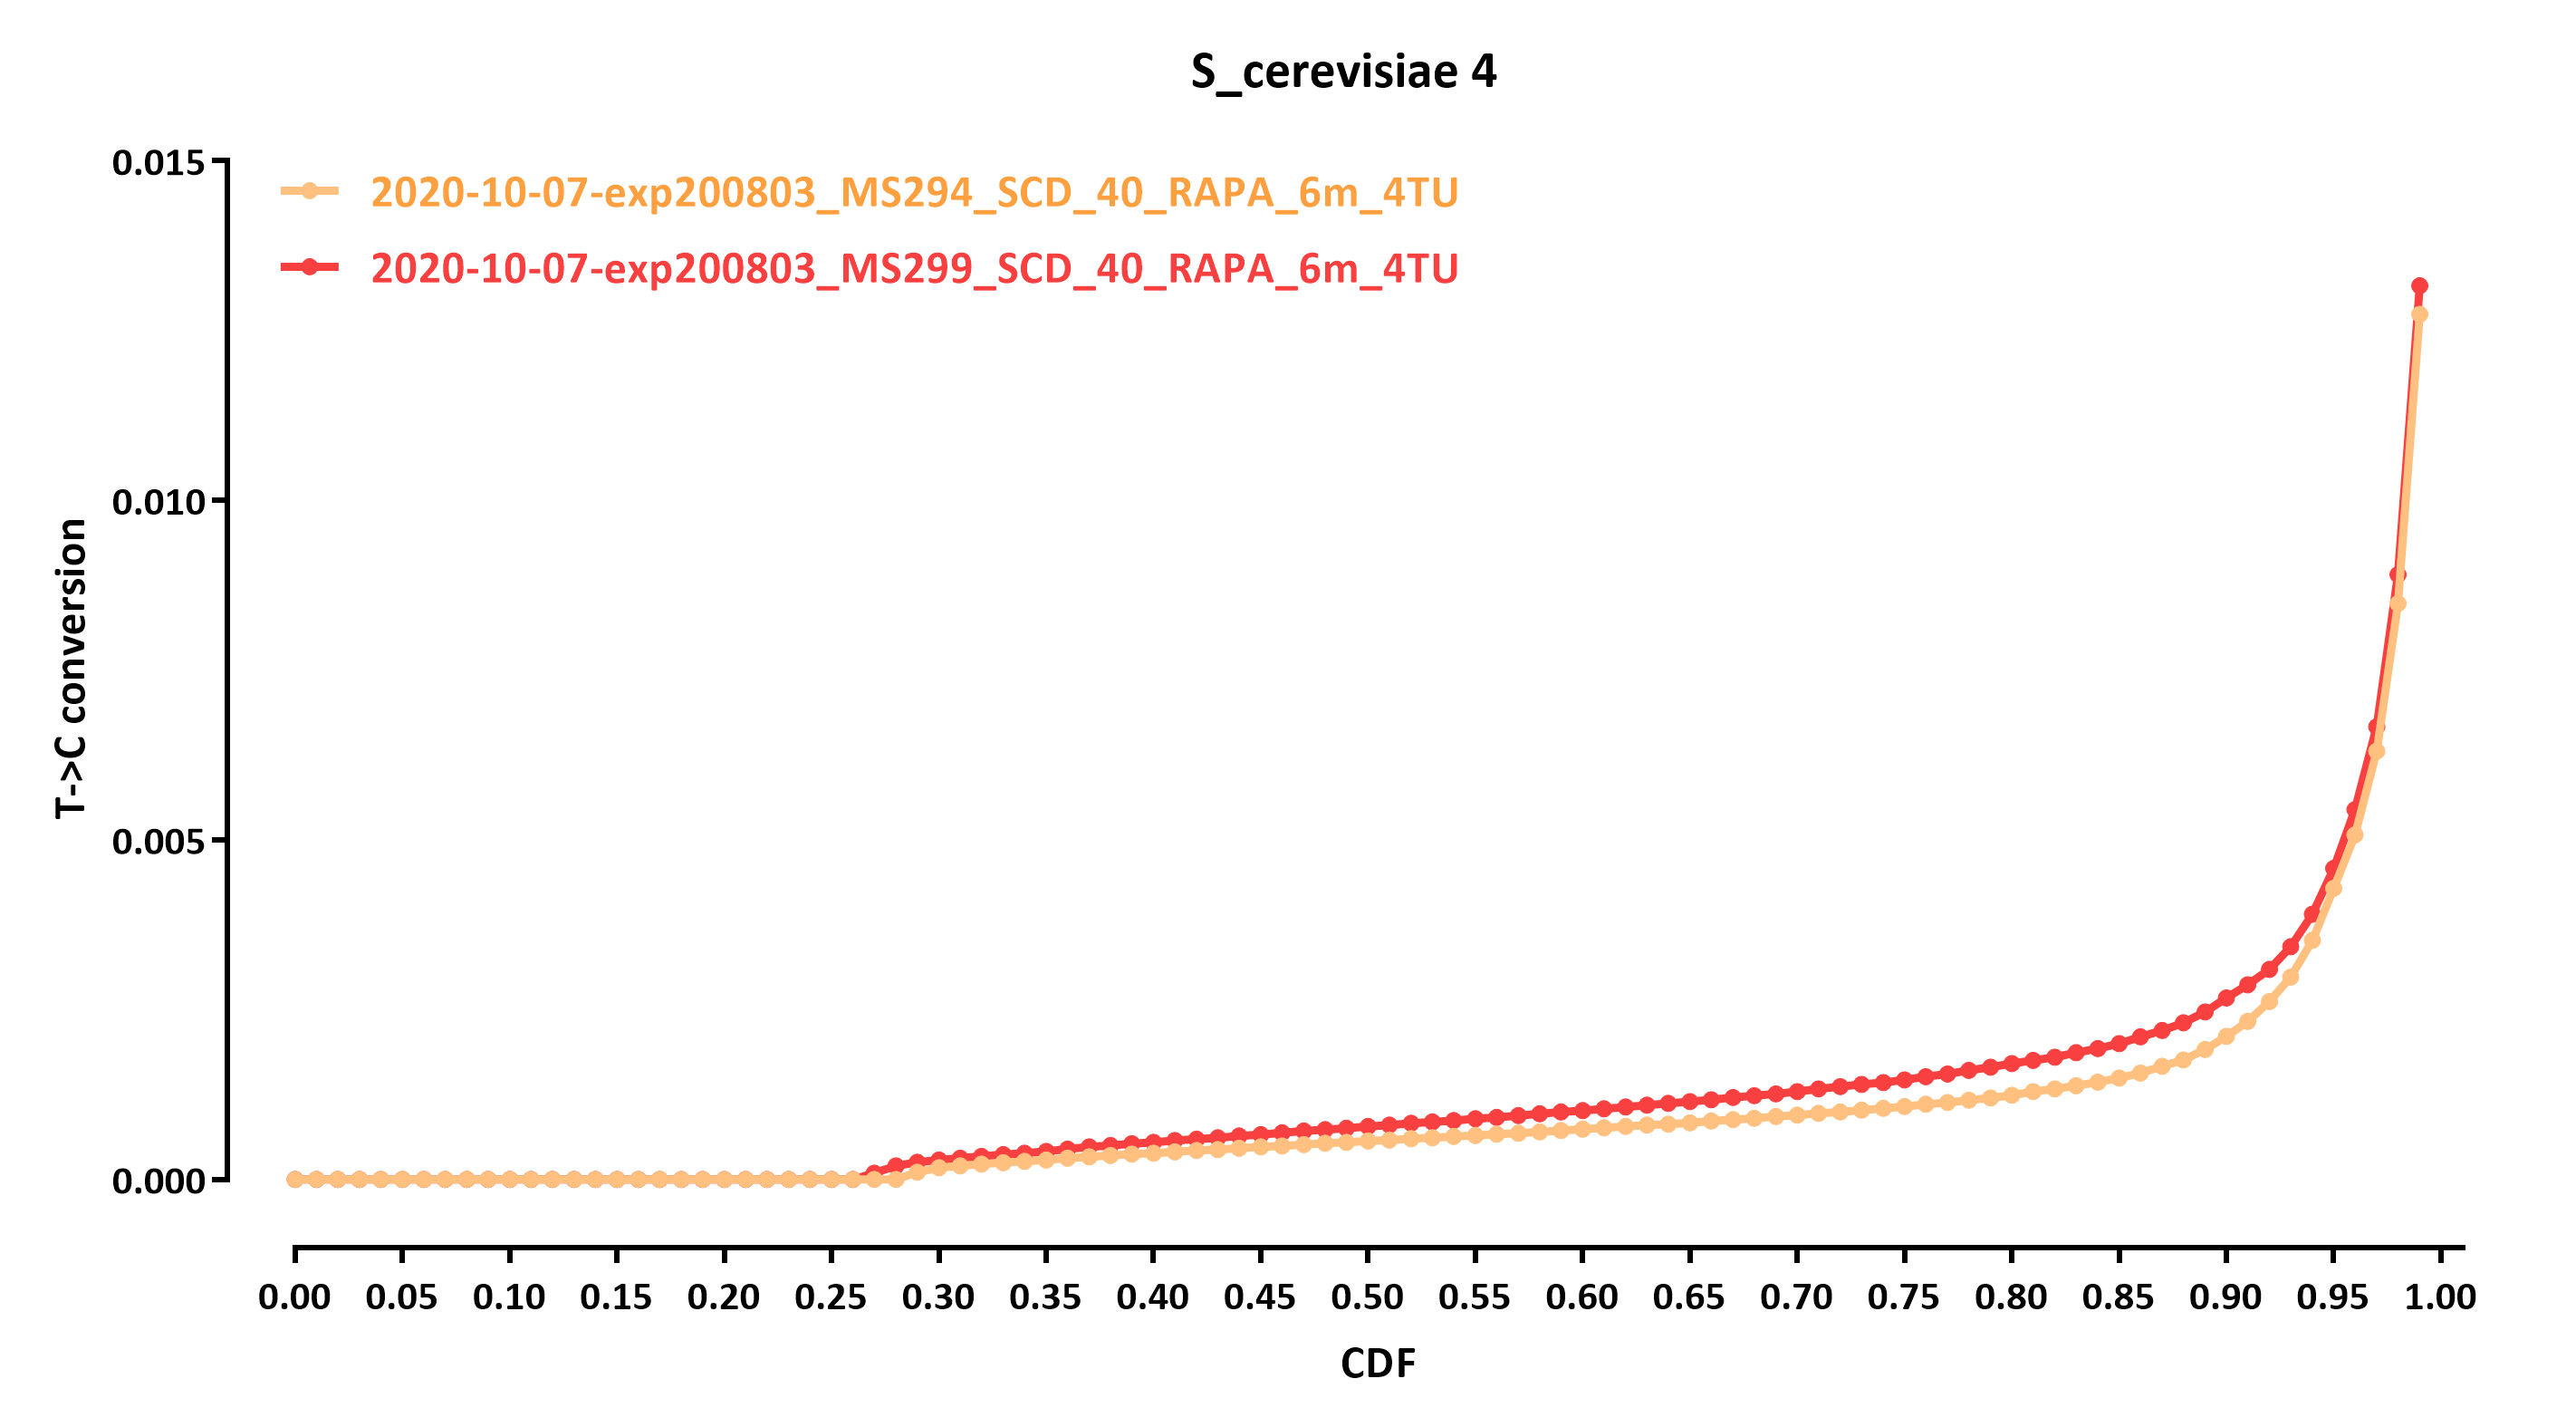 S_cerevisiae 4
0.015
2020-10-07-exp200803_MS294_SCD_40_RAPA_6m_4TU
2020-10-07-exp200803_MS299_SCD_40_RAPA_6m_4TU
0.010
T->C conversion
0.005
0.000
0.00 0.05 0.10 0.15 0.20 0.25 0.30 0.35 0.40 0.45 0.50 0.55 0.60 0.65 0.70 0.75 0.80 0.85 0.90 0.95 1.00
CDF